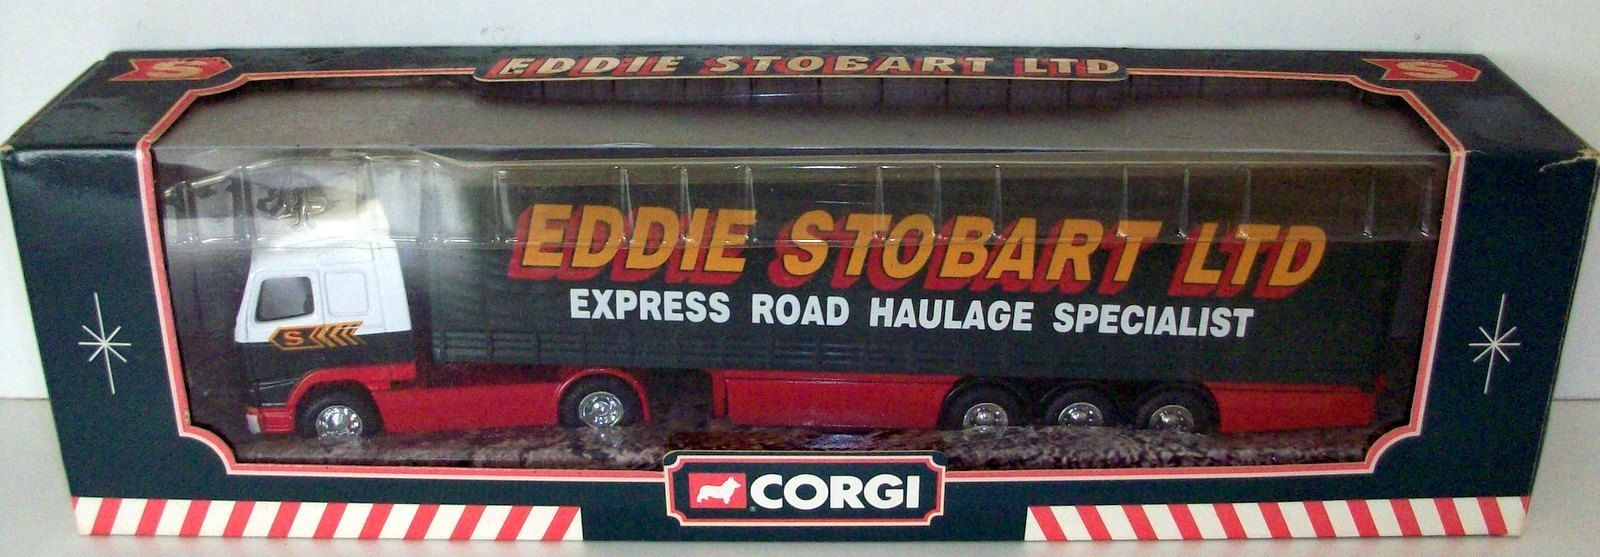 S EDDIE STOBART LTD S
EDDIE STOBART LTD
EXPRESS ROAD HAULAGE SPECIALIST
S
CORGI